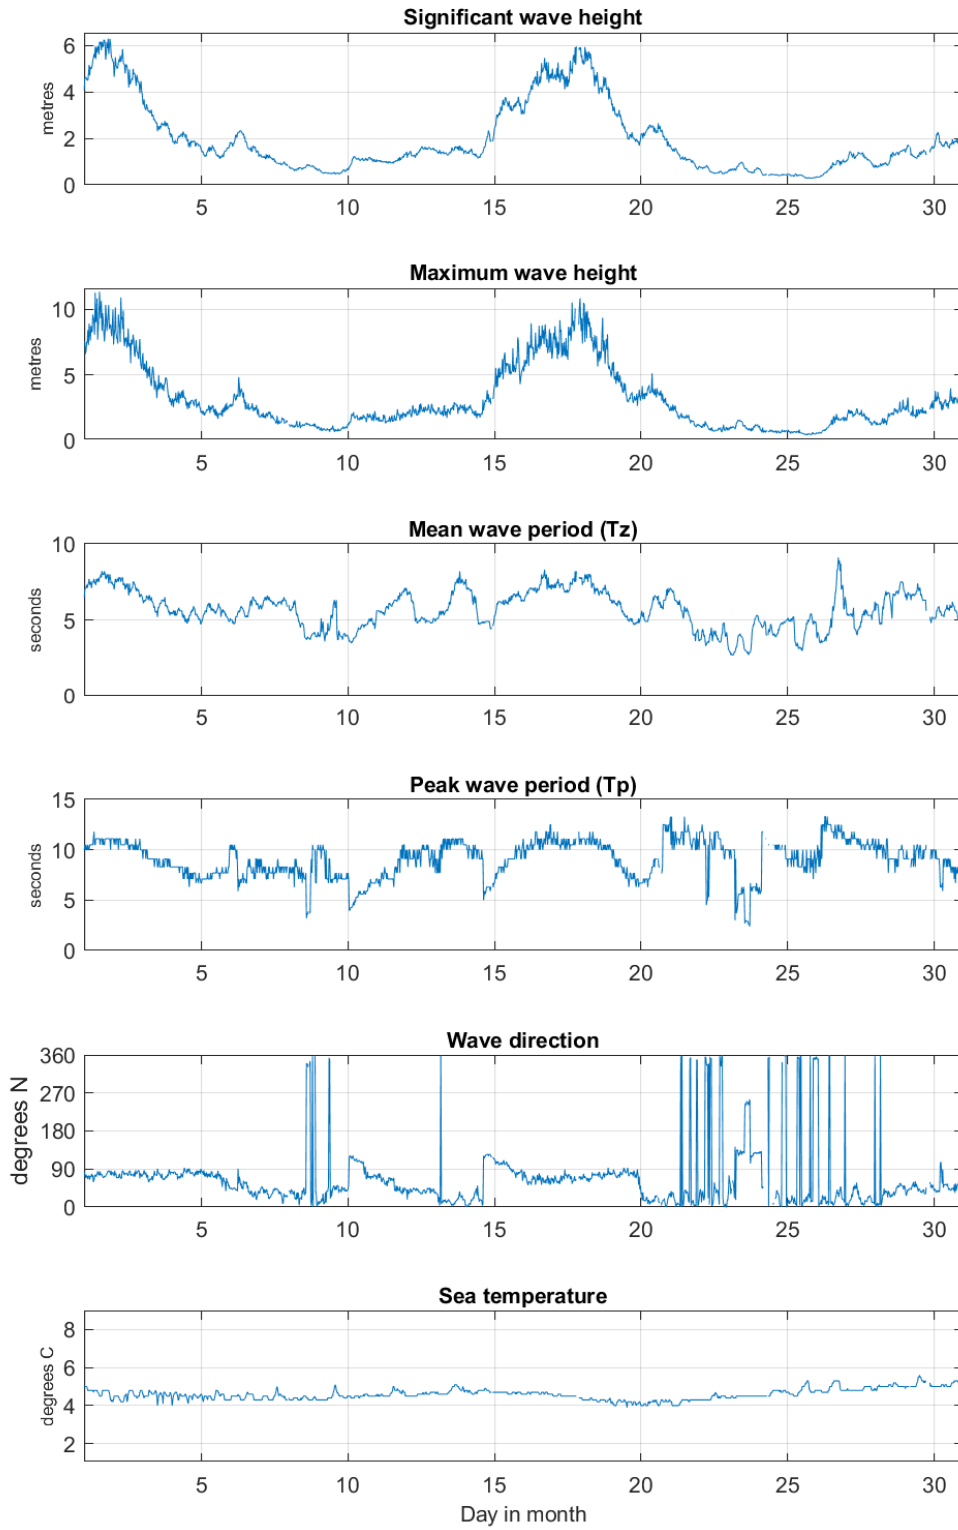 Significant wave height
metres
6
4
2
0
5 10 15 20 25 30
Maximum wave height
metres
10
5
0
5 10 15 20 25 30
Mean wave period (Tz)
seconds
10
5
0
5 10 15 20 25 30
Peak wave period (Tp)
seconds
15
10
5
0
5 10 15 20 25 30
Wave direction
degrees N
360
270
180
90
0
5 10 15 20 25 30
Sea temperature
degrees C
8
6
4
2
5 10 15 20 25 30
Day in month